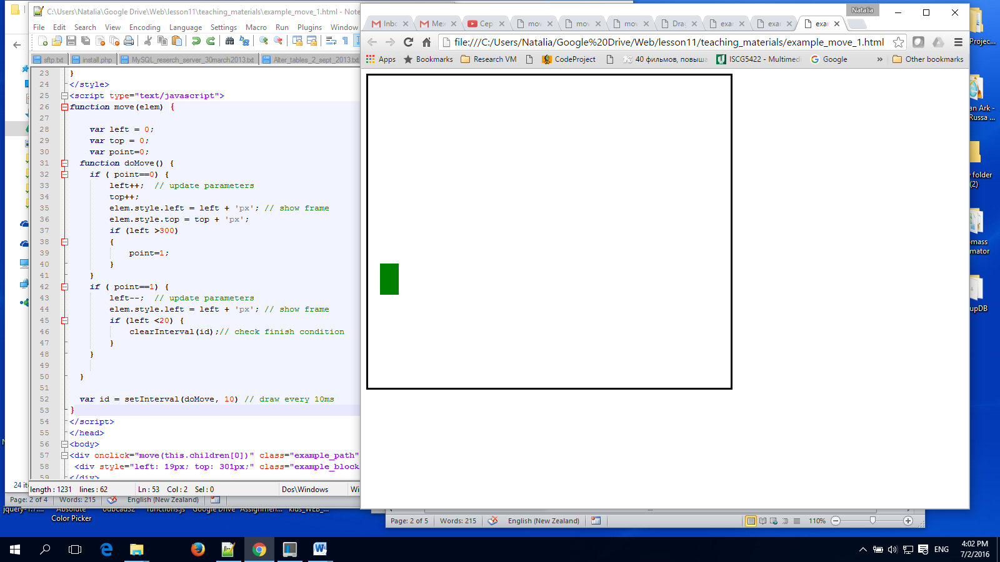 C:\Users\Natalia\Google Drive\Web\lesson11\teaching_materials\example_move_1.html - Note
File Edit Search View Encoding Language Settings Macro Run Plugins Window
sftp.txt install.php MySQL_reserch_server_30march2013.txt Alter_tables_2_sept_2013.txt
23 }
24 </style>
25 <script type="text/javascript">
26 function move(elem) {
27
28 var left = 0;
29 var top = 0;
30 var point=0;
31 function doMove() {
32 if ( point==0) {
33 left++; // update parameters
34 top++;
35 elem.style.left = left + 'px'; // show frame
36 elem.style.top = top + 'px';
37 if (left >300)
38 {
39 point=1;
40 }
41 }
42 if ( point==1) {
43 left--; // update parameters
44 elem.style.left = left + 'px'; // show frame
45 if (left <20) {
46 clearInterval(id);// check finish condition
47 }
48 }
49
50 }
51
52 var id = setInterval(doMove, 10) // draw every 10ms
53 }
54 </script>
55 </head>
56 <body>
57 <div onclick="move(this.children[0])" class="example_path"
58 <div style="left: 19px; top: 301px;" class="example_block
59 </div>
length : 1231 lines : 62 Ln : 53 Col : 2 Sel : 0 Dos\Windows Wi
24 ite
Page: 2 of 4 Words: 215 English (New Zealand)
jquery-1.7.... Absolute Color Picker odbcad32 functions.js Google Drive Assignmen... kids_WEB_...
Natalia
Inbo Mex Сер mov mov mov Drag exam exam exam
file:///C:/Users/Natalia/Google%20Drive/Web/lesson11/teaching_materials/example_move_1.html
Apps Bookmarks Research VM CodeProject 40 фильмов, повыша ISCG5422 - Multimedi Google » Other bookmarks
Projec...
an Ark -
Russa ...
folder
(2)
mass
mator
upDB
Page: 2 of 5 Words: 215 English (New Zealand) 110%
ENG
4:02 PM
7/2/2016